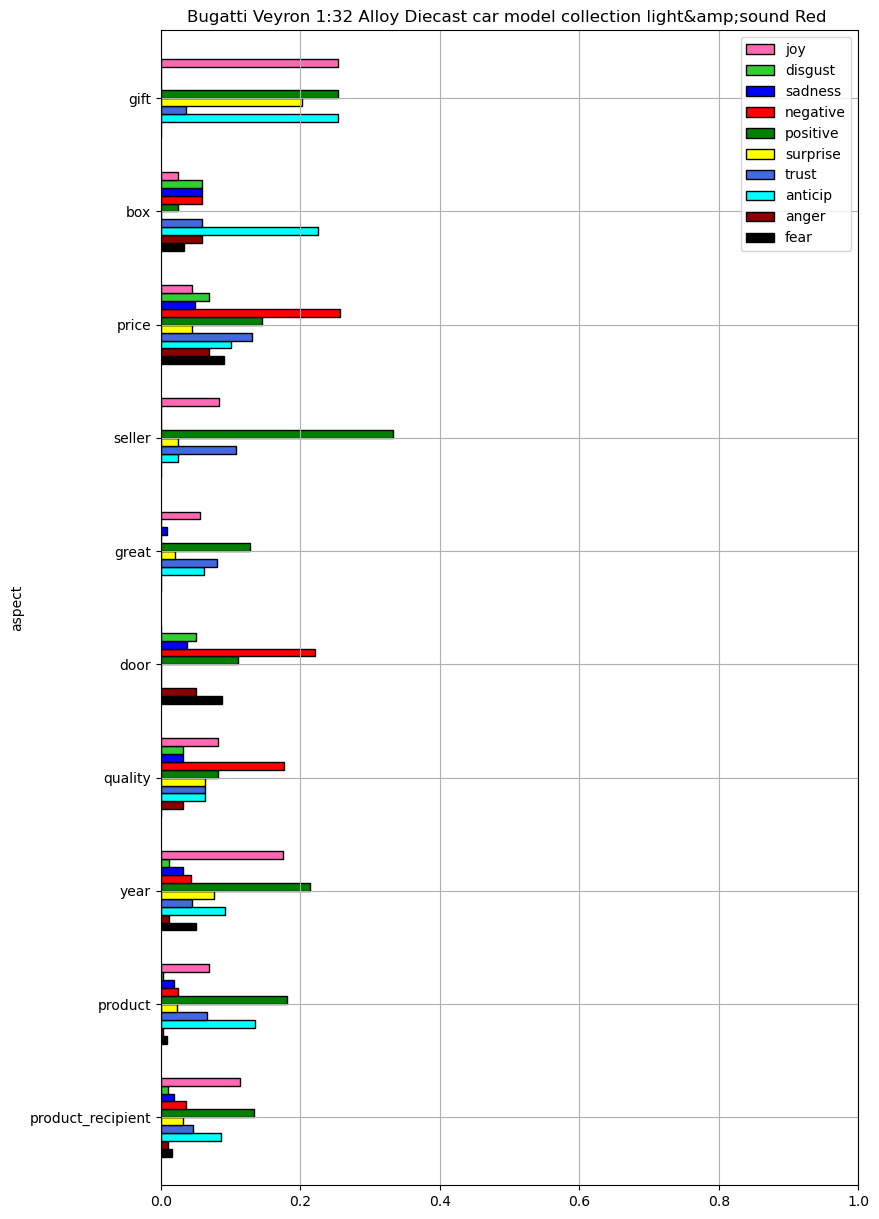 Bugatti Veyron 1:32 Alloy Diecast car model collection light&amp;sound Red
joy
disgust
sadness
negative
positive
surprise
trust
anticip
anger
fear
gift
box
price
seller
great
door
quality
year
product
product_recipient
aspect
0.0 0.2 0.4 0.6 0.8 1.0